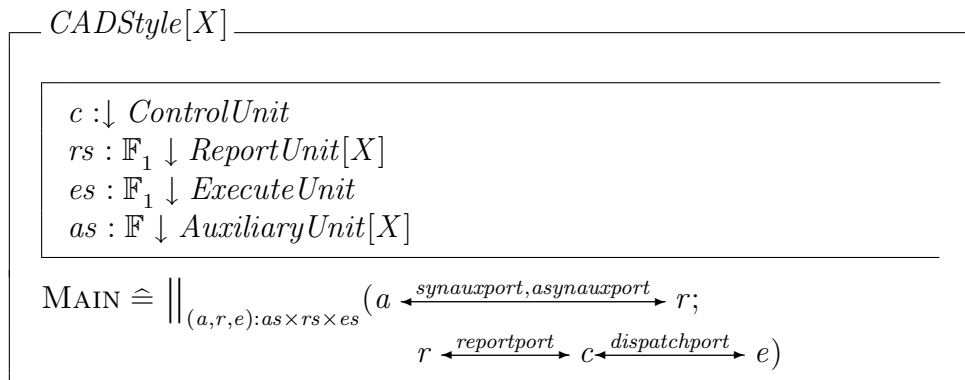 CADStyle[X]
c :↓ ControlUnit
rs : 𝔽₁ ↓ ReportUnit[X]
es : 𝔽₁ ↓ ExecuteUnit
as : 𝔽 ↓ AuxiliaryUnit[X]
MAIN ≙ ‖(a,r,e):as×rs×es (a ⟷synauxport,asynauxport r;
r ⟷reportport c ⟷dispatchport e)